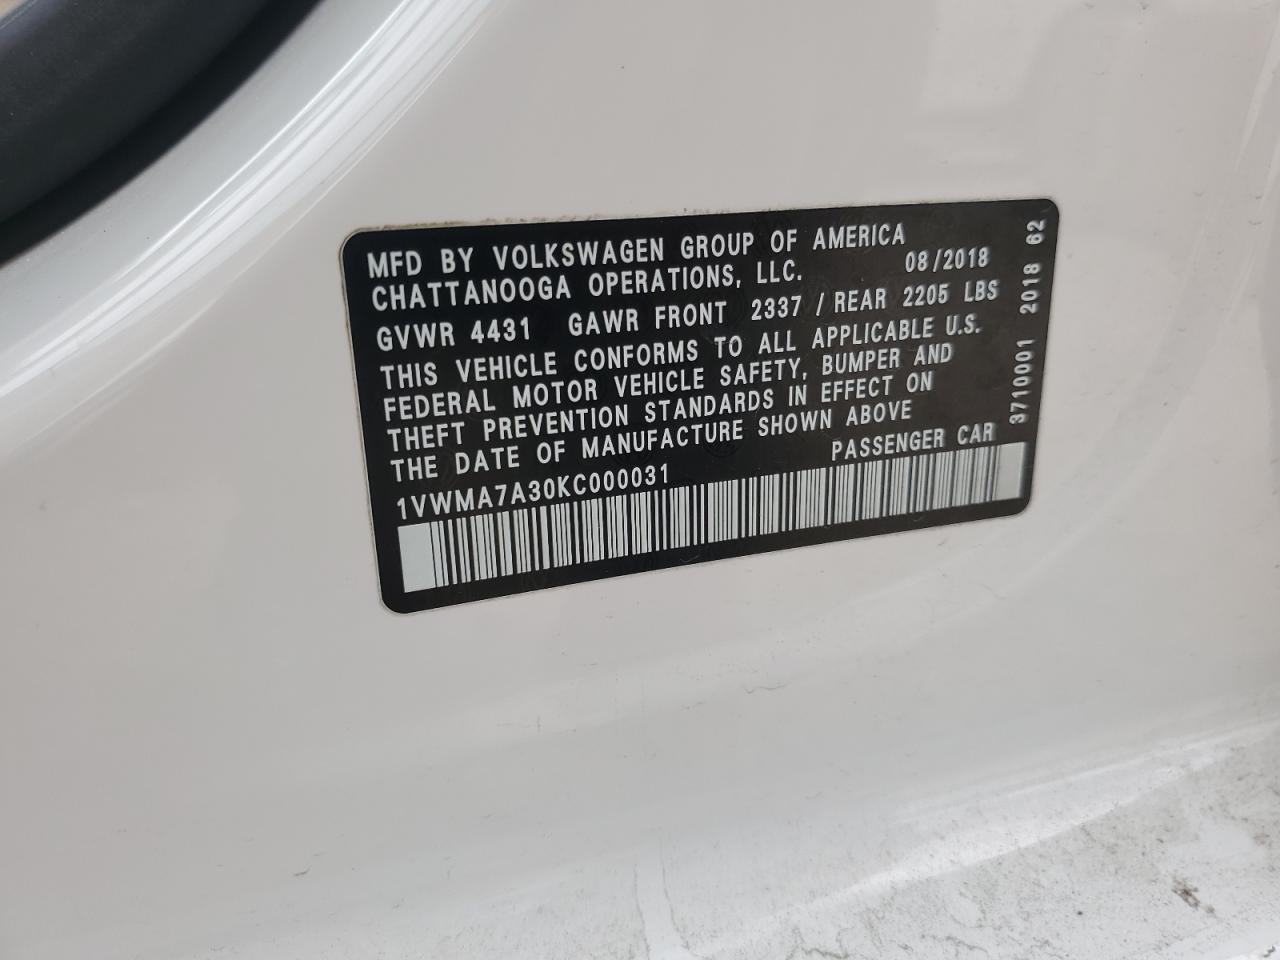 MFD BY VOLKSWAGEN GROUP OF AMERICA
CHATTANOOGA OPERATIONS, LLC. 08/2018
GVWR 4431 GAWR FRONT 2337 / REAR 2205 LBS
THIS VEHICLE CONFORMS TO ALL APPLICABLE U.S.
FEDERAL MOTOR VEHICLE SAFETY, BUMPER AND
THEFT PREVENTION STANDARDS IN EFFECT ON
THE DATE OF MANUFACTURE SHOWN ABOVE
1VWMA7A30KC000031 PASSENGER CAR
3710001 2018 62